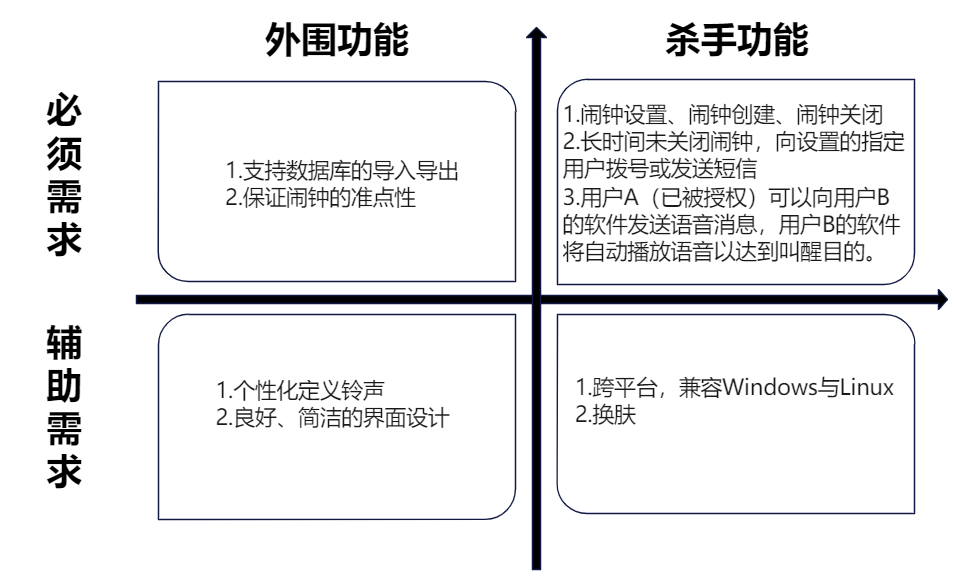 外围功能
杀手功能
必须需求
1.支持数据库的导入导出
2.保证闹钟的准点性
1.闹钟设置、闹钟创建、闹钟关闭
2.长时间未关闭闹钟，向设置的指定
用户拨号或发送短信
3.用户A（已被授权）可以向用户B
的软件发送语音消息，用户B的软件
将自动播放语音以达到叫醒目的。
辅助需求
1.个性化定义铃声
2.良好、简洁的界面设计
1.跨平台，兼容Windows与Linux
2.换肤